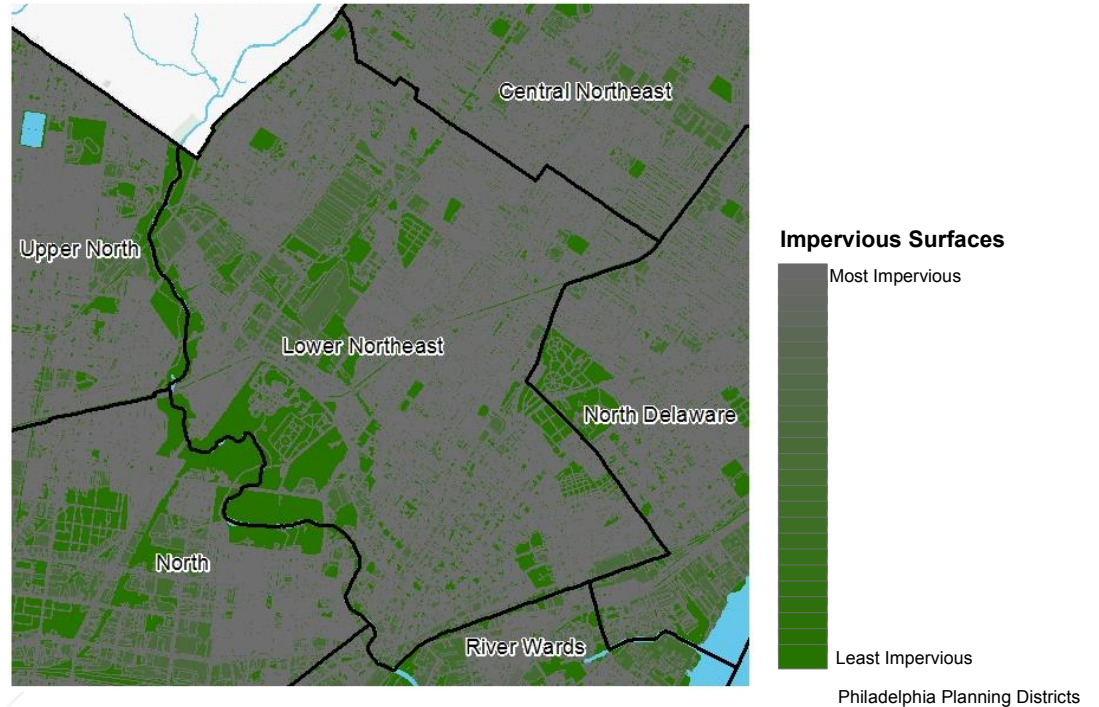 Central Northeast
Upper North
Lower Northeast
North Delaware
North
River Wards
Impervious Surfaces
Most Impervious
Least Impervious
Philadelphia Planning Districts